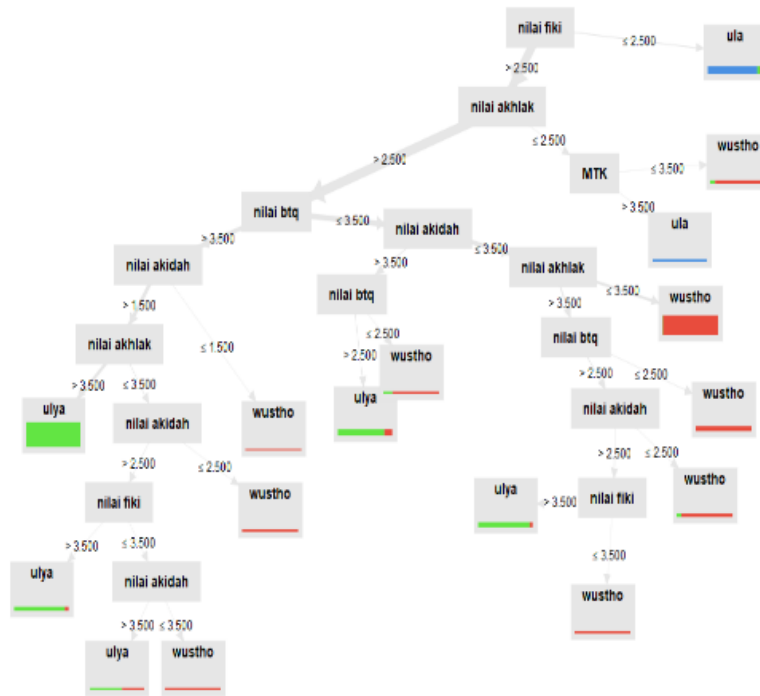 nilai fiki
≤ 2.500
ula
> 2.500
nilai akhlak
> 2.500
≤ 2.500
wustho
MTK
≤ 3.500
> 3.500
ula
nilai btq
> 3.500
≤ 3.500
nilai akidah
nilai akidah
> 3.500
≤ 3.500
nilai akhlak
nilai btq
> 1.500
≤ 1.500
> 3.500
≤ 3.500
wustho
nilai akhlak
nilai btq
> 2.500
≤ 2.500
wustho
> 3.500
≤ 3.500
> 2.500
≤ 2.500
wustho
ulya
ulya
nilai akidah
wustho
nilai akidah
> 2.500
≤ 2.500
> 2.500
≤ 2.500
wustho
nilai fiki
wustho
ulya
> 3.500
nilai fiki
> 3.500
≤ 3.500
≤ 3.500
ulya
nilai akidah
wustho
> 3.500
≤ 3.500
ulya
wustho